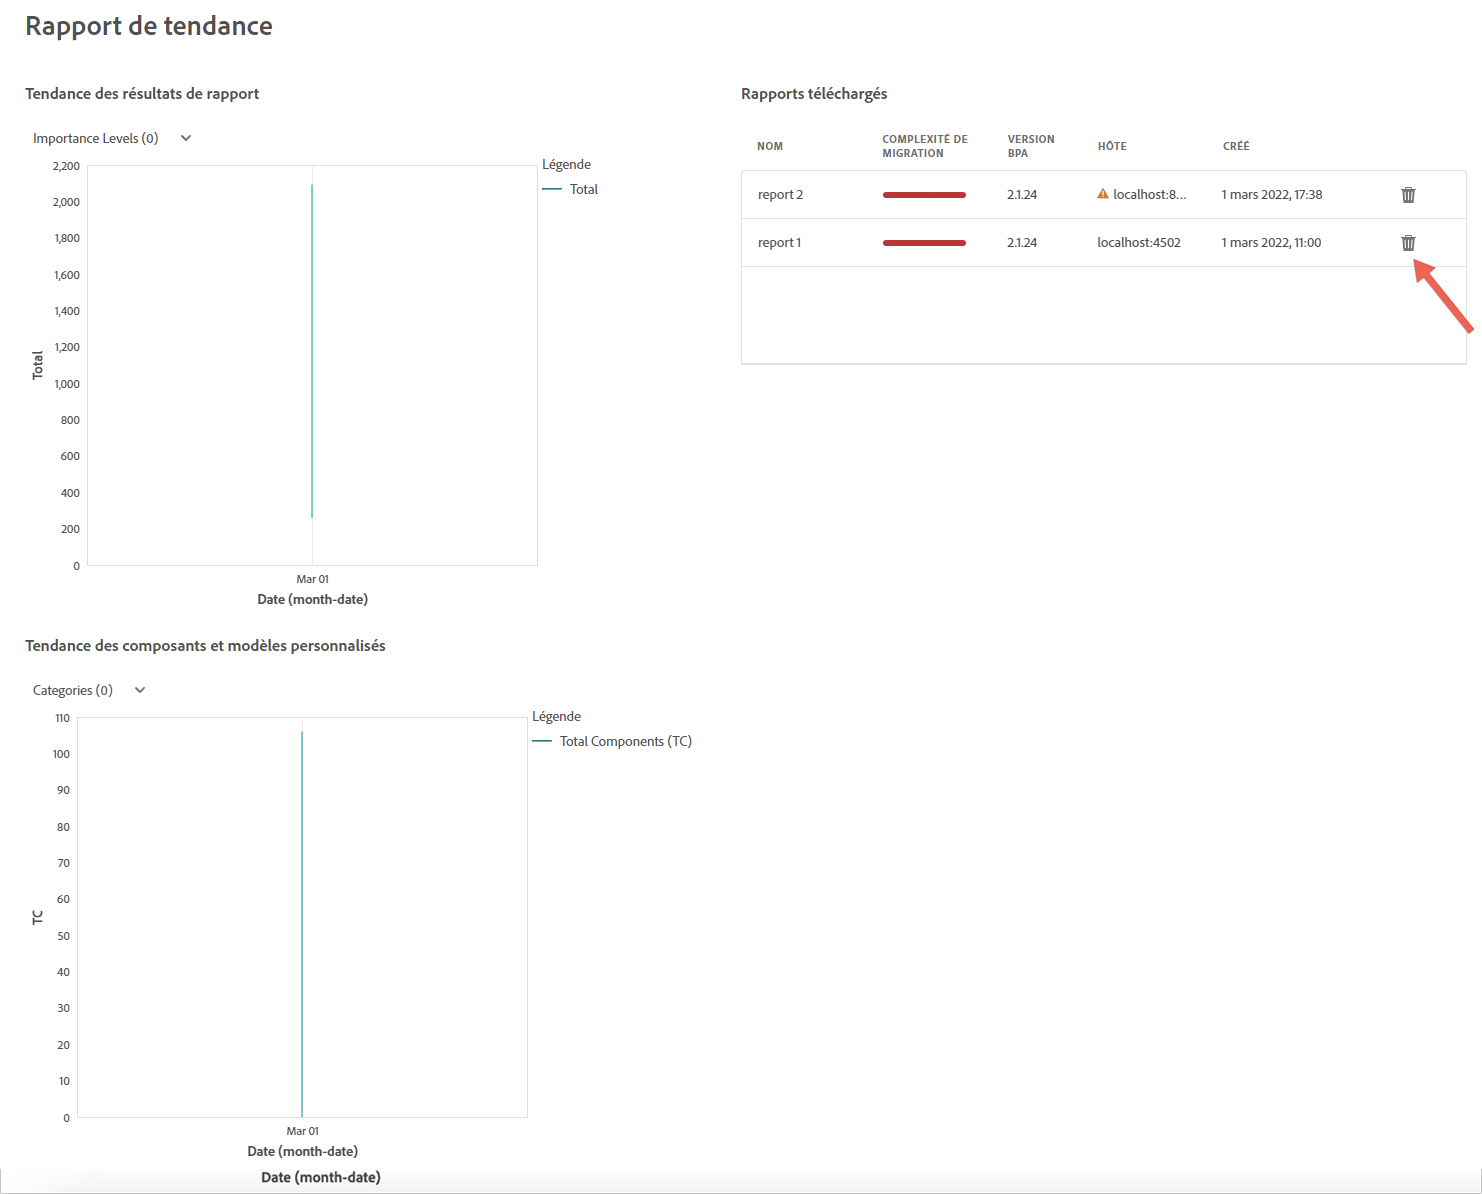 Rapport de tendance
Tendance des résultats de rapport
Importance Levels (0)
2,200
2,000
1,800
1,600
1,400
1,200
1,000
800
600
400
200
0
Total
Mar 01
Date (month-date)
Légende
Total
Rapports téléchargés
NOM
COMPLEXITÉ DE
MIGRATION
VERSION
BPA
HÔTE
CRÉÉ
report 2
2.1.24
localhost:8...
1 mars 2022, 17:38
report 1
2.1.24
localhost:4502
1 mars 2022, 11:00
Tendance des composants et modèles personnalisés
Categories (0)
110
100
90
80
70
60
50
40
30
20
10
0
TC
Mar 01
Date (month-date)
Date (month-date)
Légende
Total Components (TC)